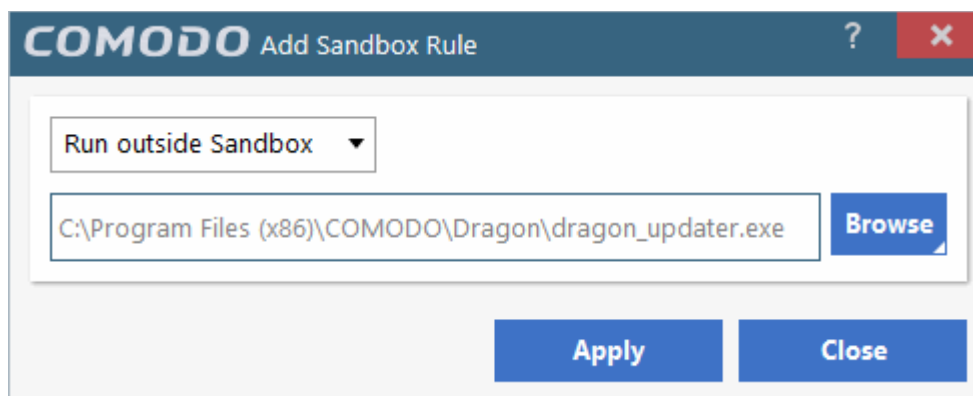 COMODO Add Sandbox Rule ?
Run outside Sandbox
C:\Program Files (x86)\COMODO\Dragon\dragon_updater.exe Browse
Apply Close